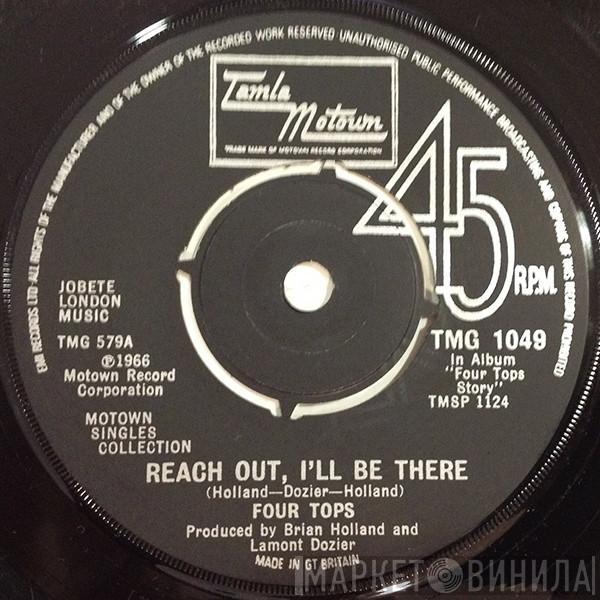 EMI RECORDS LTD·ALL RIGHTS OF THE MANUFACTURER AND OF THE OWNER OF THE RECORDED WORK RESERVED·UNAUTHORISED PUBLIC PERFORMANCE BROADCASTING AND COPYING OF THIS RECORD PROHIBITED
Tamla
Motown
TRADE MARK OF MOTOWN RECORD CORPORATION
45
R.P.M.
JOBETE
LONDON
MUSIC
TMG 579A
℗1966
Motown Record
Corporation
MOTOWN
SINGLES
COLLECTION
TMG 1049
In Album
"Four Tops
Story"
TMSP 1124
REACH OUT, I'LL BE THERE
(Holland—Dozier—Holland)
FOUR TOPS
Produced by Brian Holland and
Lamont Dozier
MADE IN GT BRITAIN
МАРКЕТ ВИНИЛА